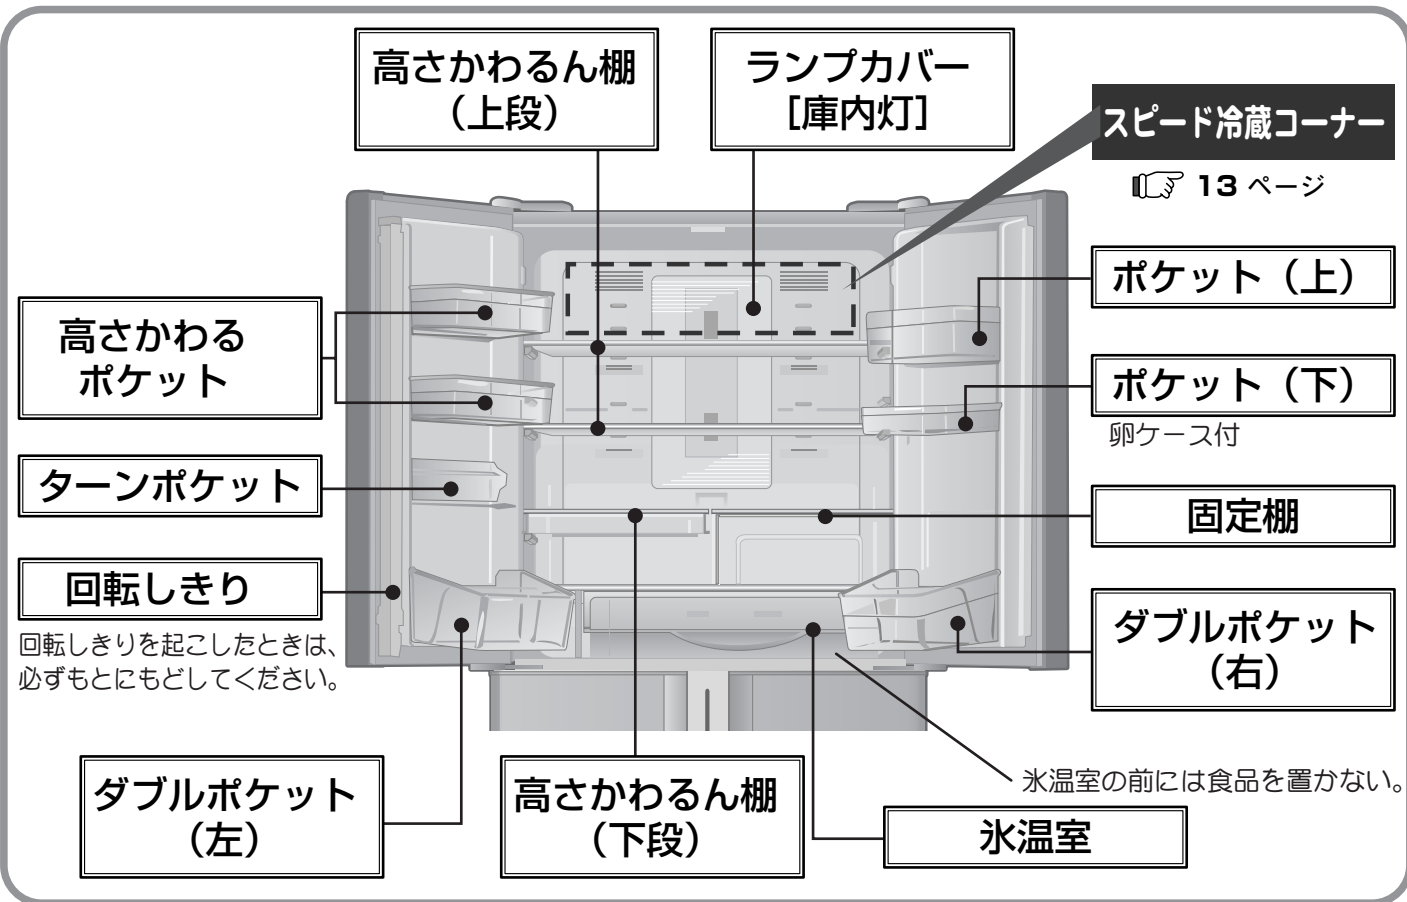 高さかわるん棚
（上段）
ランプカバー
［庫内灯］
スピード冷蔵コーナー
13 ページ
高さかわる
ポケット
ポケット（上）
ポケット（下）
卵ケース付
ターンポケット
固定棚
回転しきり
回転しきりを起こしたときは、
必ずもとにもどしてください。
ダブルポケット
（右）
ダブルポケット
（左）
高さかわるん棚
（下段）
氷温室の前には食品を置かない。
氷温室